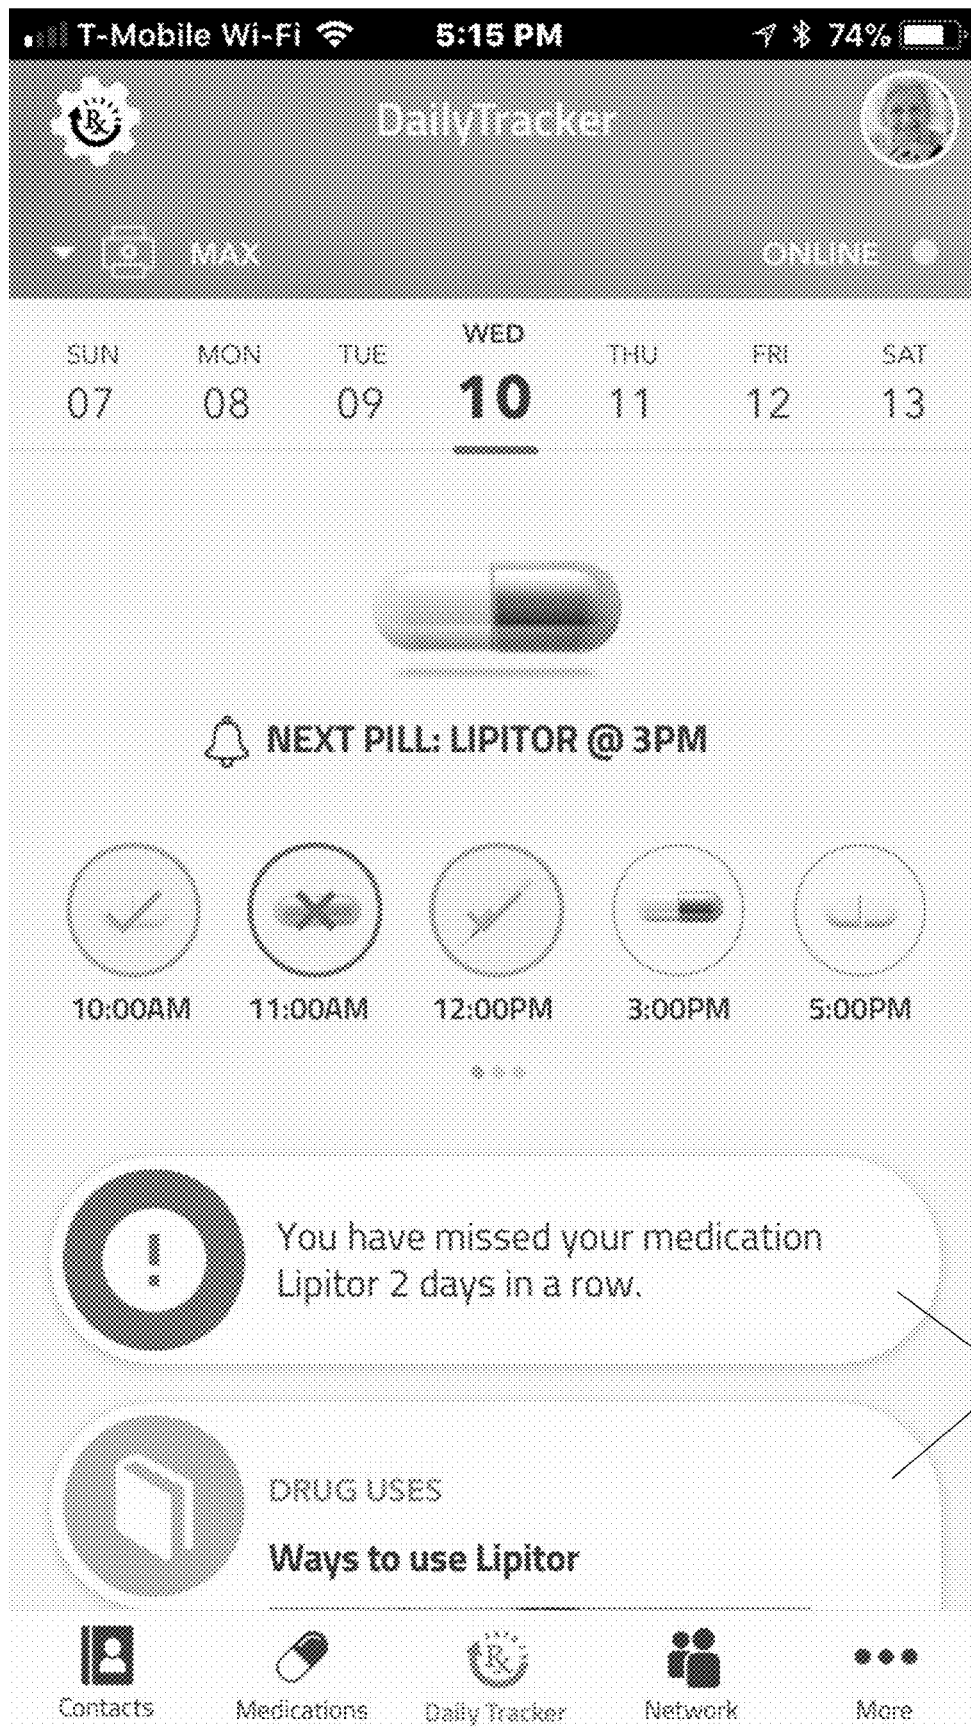 T-Mobile Wi-Fi 5:15 PM 74%
Rx DailyTracker
3 MAX ONLINE
SUN MON TUE WED THU FRI SAT
07 08 09 10 11 12 13
NEXT PILL: LIPITOR @ 3PM
10:00AM 11:00AM 12:00PM 3:00PM 5:00PM
You have missed your medication
Lipitor 2 days in a row.
DRUG USES
Ways to use Lipitor
Rx
Contacts Medications Daily Tracker Network More